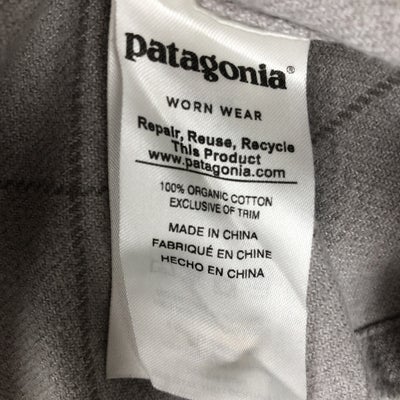 patagonia®
WORN WEAR
Repair, Reuse, Recycle
This Product
www.patagonia.com
100% ORGANIC COTTON
EXCLUSIVE OF TRIM
MADE IN CHINA
FABRIQUÉ EN CHINE
HECHO EN CHINA